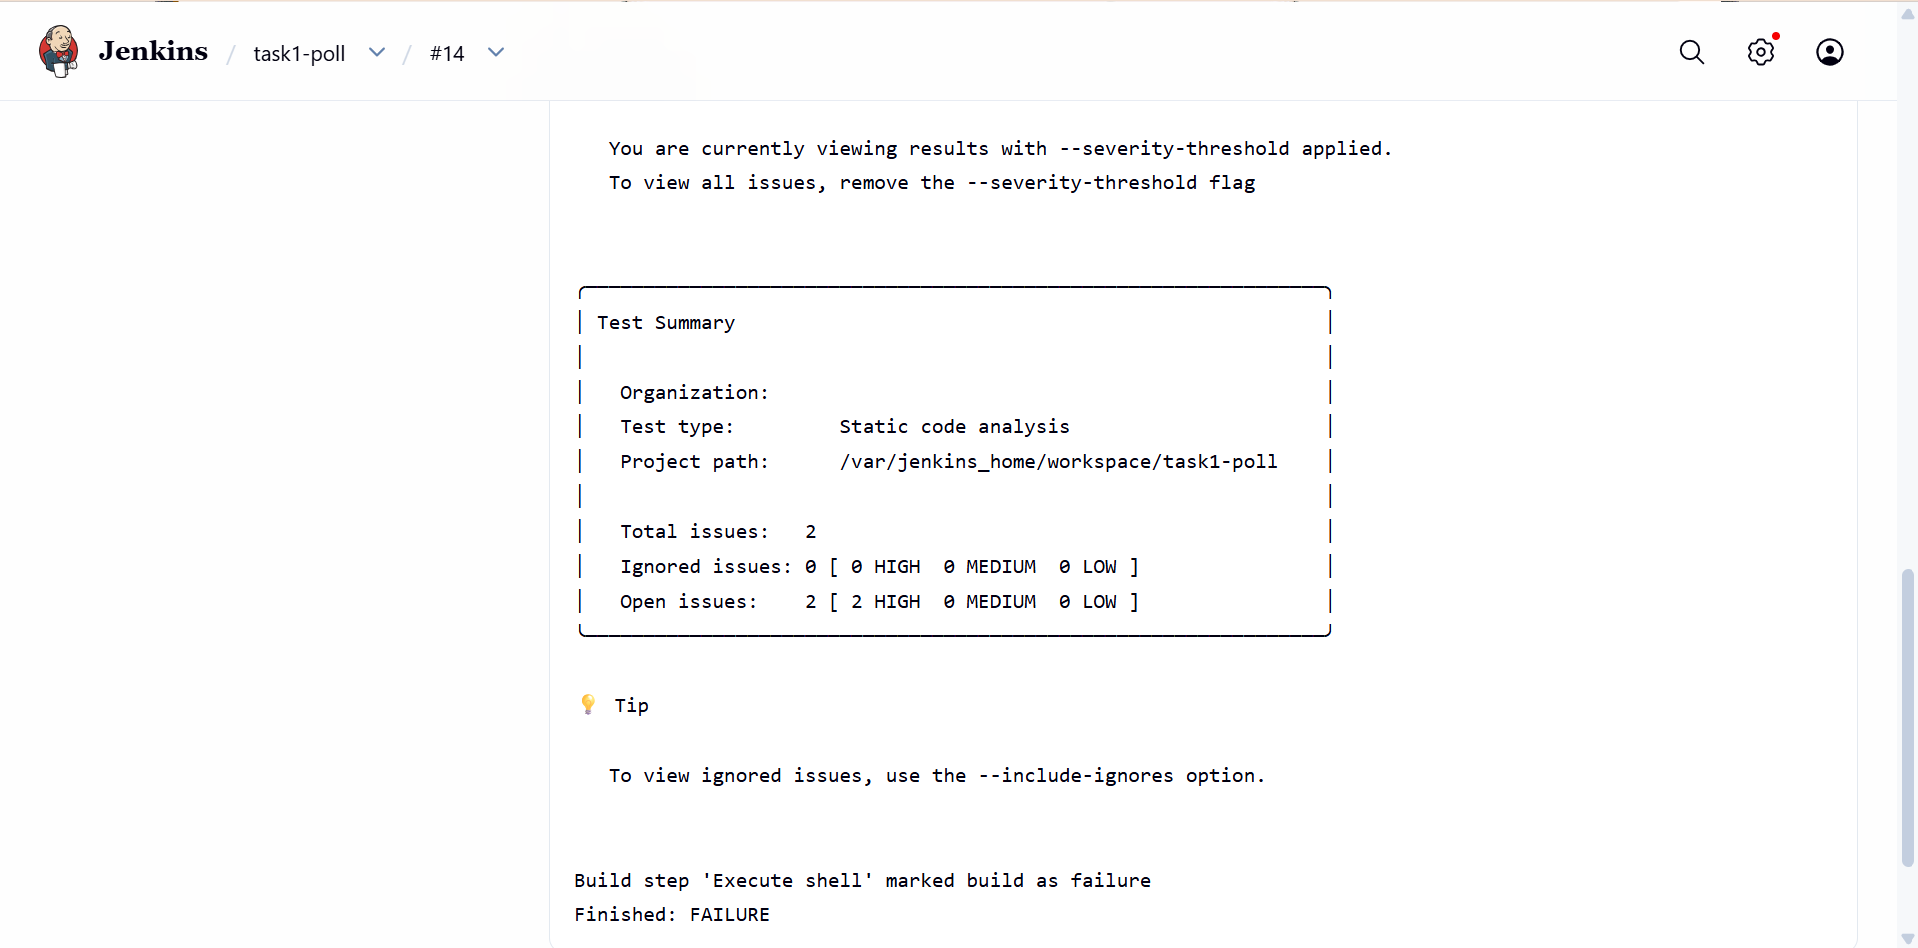 Jenkins / task1-poll / #14
You are currently viewing results with --severity-threshold applied.
To view all issues, remove the --severity-threshold flag
Test Summary
Organization:
Test type: Static code analysis
Project path: /var/jenkins_home/workspace/task1-poll
Total issues: 2
Ignored issues: 0 [ 0 HIGH 0 MEDIUM 0 LOW ]
Open issues: 2 [ 2 HIGH 0 MEDIUM 0 LOW ]
💡 Tip
To view ignored issues, use the --include-ignores option.
Build step 'Execute shell' marked build as failure
Finished: FAILURE